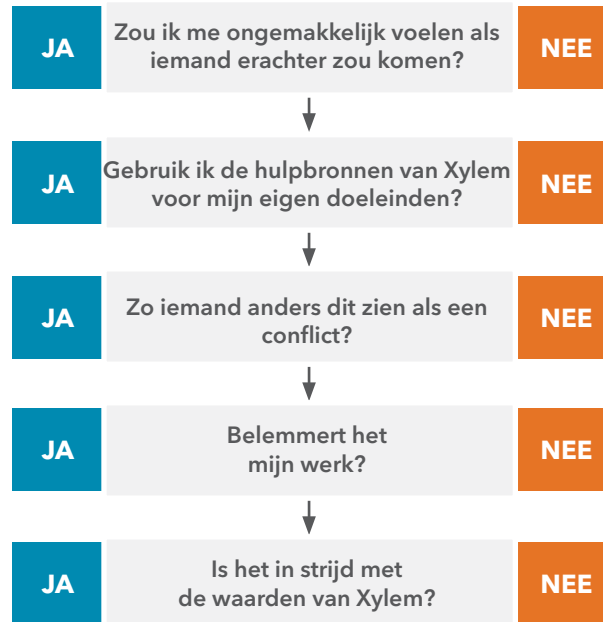 JA
Zou ik me ongemakkelijk voelen als
iemand erachter zou komen?
NEE
JA
Gebruik ik de hulpbronnen van Xylem
voor mijn eigen doeleinden?
NEE
JA
Zo iemand anders dit zien als een
conflict?
NEE
JA
Belemmert het
mijn werk?
NEE
JA
Is het in strijd met
de waarden van Xylem?
NEE